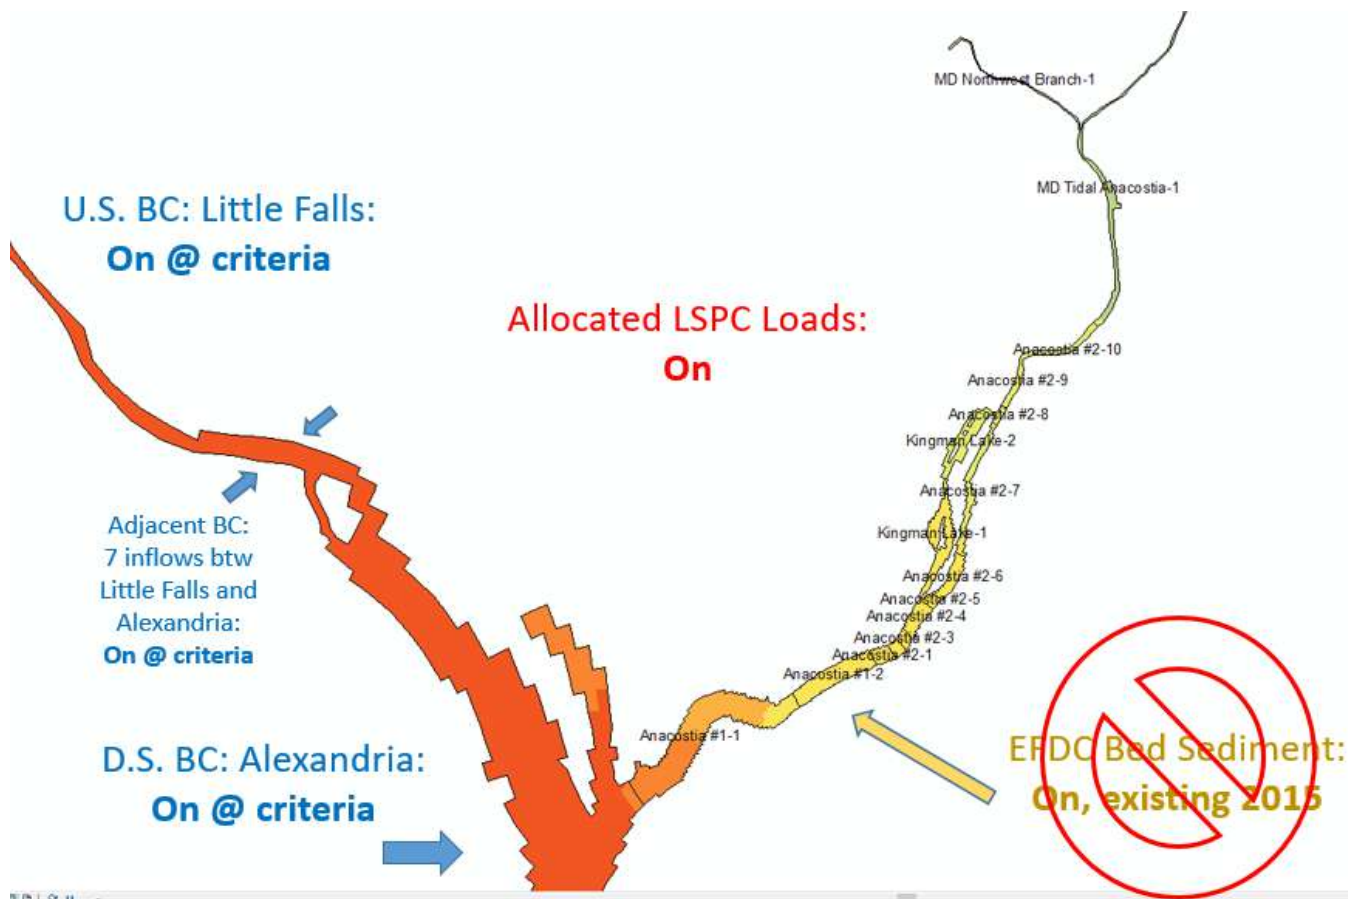 MD Northwest Branch-1
MD Tidal Anacostia-1
U.S. BC: Little Falls:
On @ criteria
Allocated LSPC Loads:
On
Anacostia #2-10
Anacostia #2-9
Anacostia #2-8
Kingman Lake-2
Anacostia #2-7
Kingman Lake-1
Anacostia #2-6
Anacostia #2-5
Anacostia #2-4
Anacostia #2-3
Anacostia #2-1
Anacostia #1-2
Anacostia #1-1
Adjacent BC:
7 inflows btw
Little Falls and
Alexandria:
On @ criteria
D.S. BC: Alexandria:
On @ criteria
EFDC Bed Sediment:
On, existing 2015